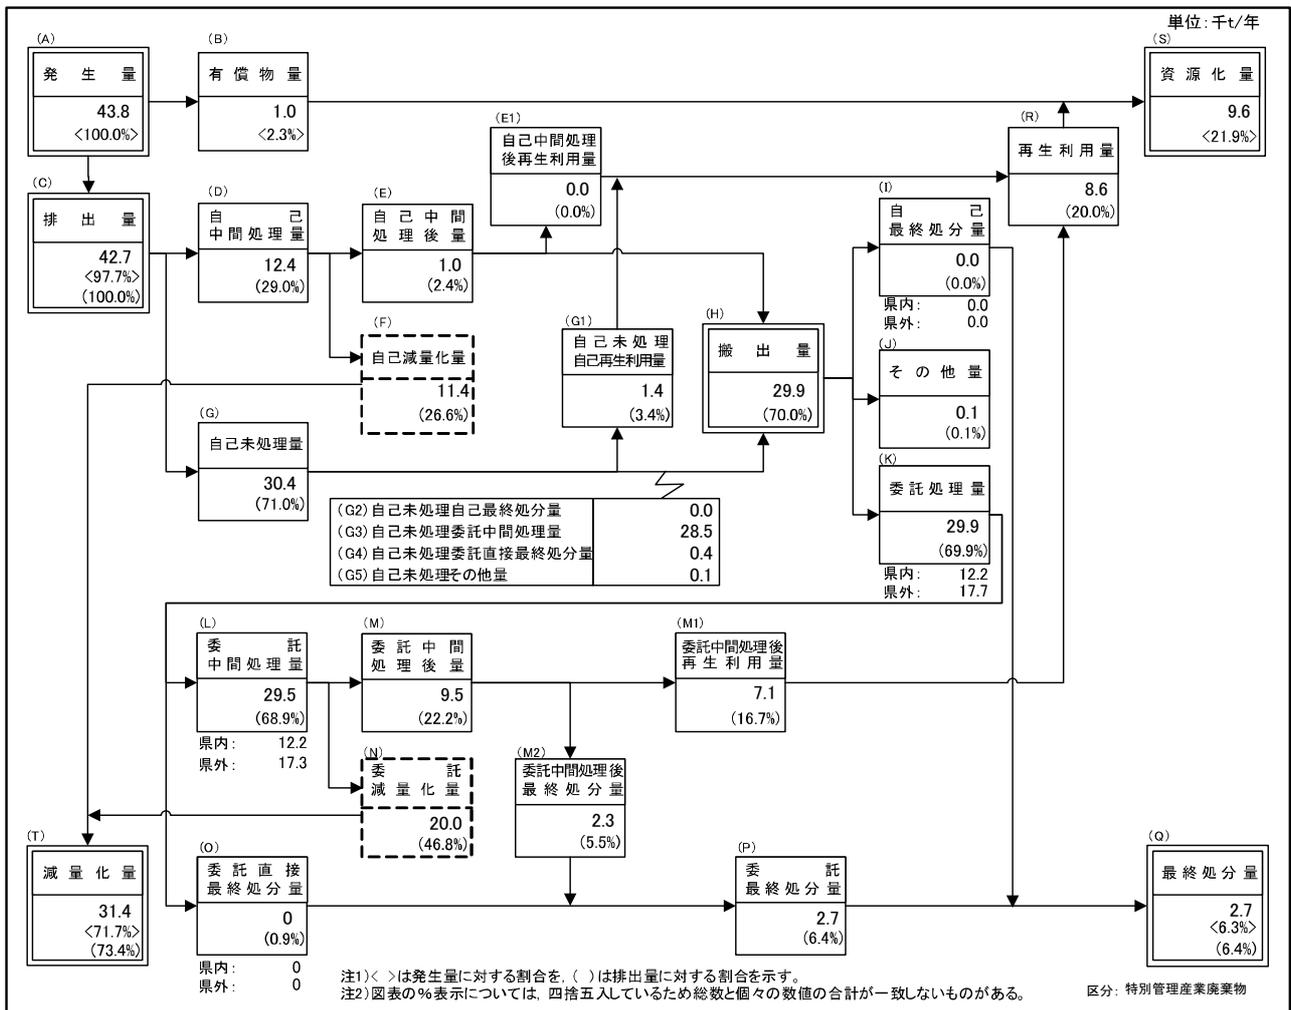 単位:千t/年
(A)
発生量
43.8
<100.0%>
(B)
有償物量
1.0
<2.3%>
(S)
資源化量
9.6
<21.9%>
(E1)
自己中間処理
後再生利用量
0.0
(0.0%)
(R)
再生利用量
8.6
(20.0%)
(C)
排出量
42.7
<97.7%>
(100.0%)
(D)
自己
中間処理量
12.4
(29.0%)
(E)
自己中間
処理後量
1.0
(2.4%)
(I)
自己
最終処分量
0.0
(0.0%)
県内: 0.0
県外: 0.0
(F)
自己減量化量
11.4
(26.6%)
(G1)
自己未処理
自己再生利用量
1.4
(3.4%)
(H)
搬出量
29.9
(70.0%)
(J)
その他量
0.1
(0.1%)
(G)
自己未処理量
30.4
(71.0%)
(K)
委託処理量
29.9
(69.9%)
県内: 12.2
県外: 17.7
(G2)自己未処理自己最終処分量 0.0
(G3)自己未処理委託中間処理量 28.5
(G4)自己未処理委託直接最終処分量 0.4
(G5)自己未処理その他量 0.1
(L)
委託
中間処理量
29.5
(68.9%)
県内: 12.2
県外: 17.3
(M)
委託中間
処理後量
9.5
(22.2%)
(M1)
委託中間処理後
再生利用量
7.1
(16.7%)
(N)
委託
減量化量
20.0
(46.8%)
(M2)
委託中間処理後
最終処分量
2.3
(5.5%)
(T)
減量化量
31.4
<71.7%>
(73.4%)
(O)
委託直接
最終処分量
0
(0.9%)
県内: 0
県外: 0
(P)
委託
最終処分量
2.7
(6.4%)
(Q)
最終処分量
2.7
<6.3%>
(6.4%)
注1)< >は発生量に対する割合を、( )は排出量に対する割合を示す。
注2)図表の%表示については、四捨五入しているため総数と個々の数値の合計が一致しないものがある。
区分: 特別管理産業廃棄物